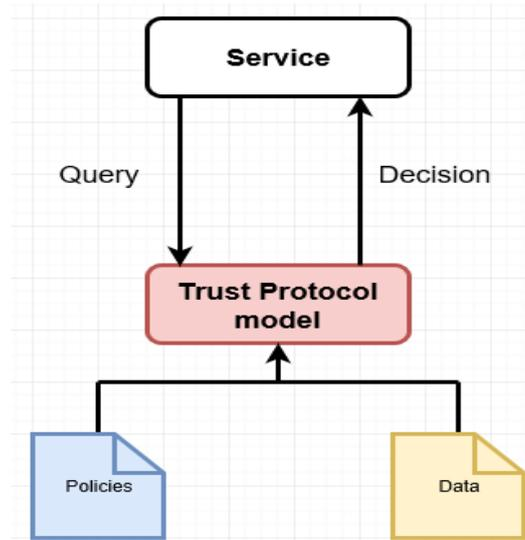 Service
Query
Decision
Trust Protocol
model
Policies
Data